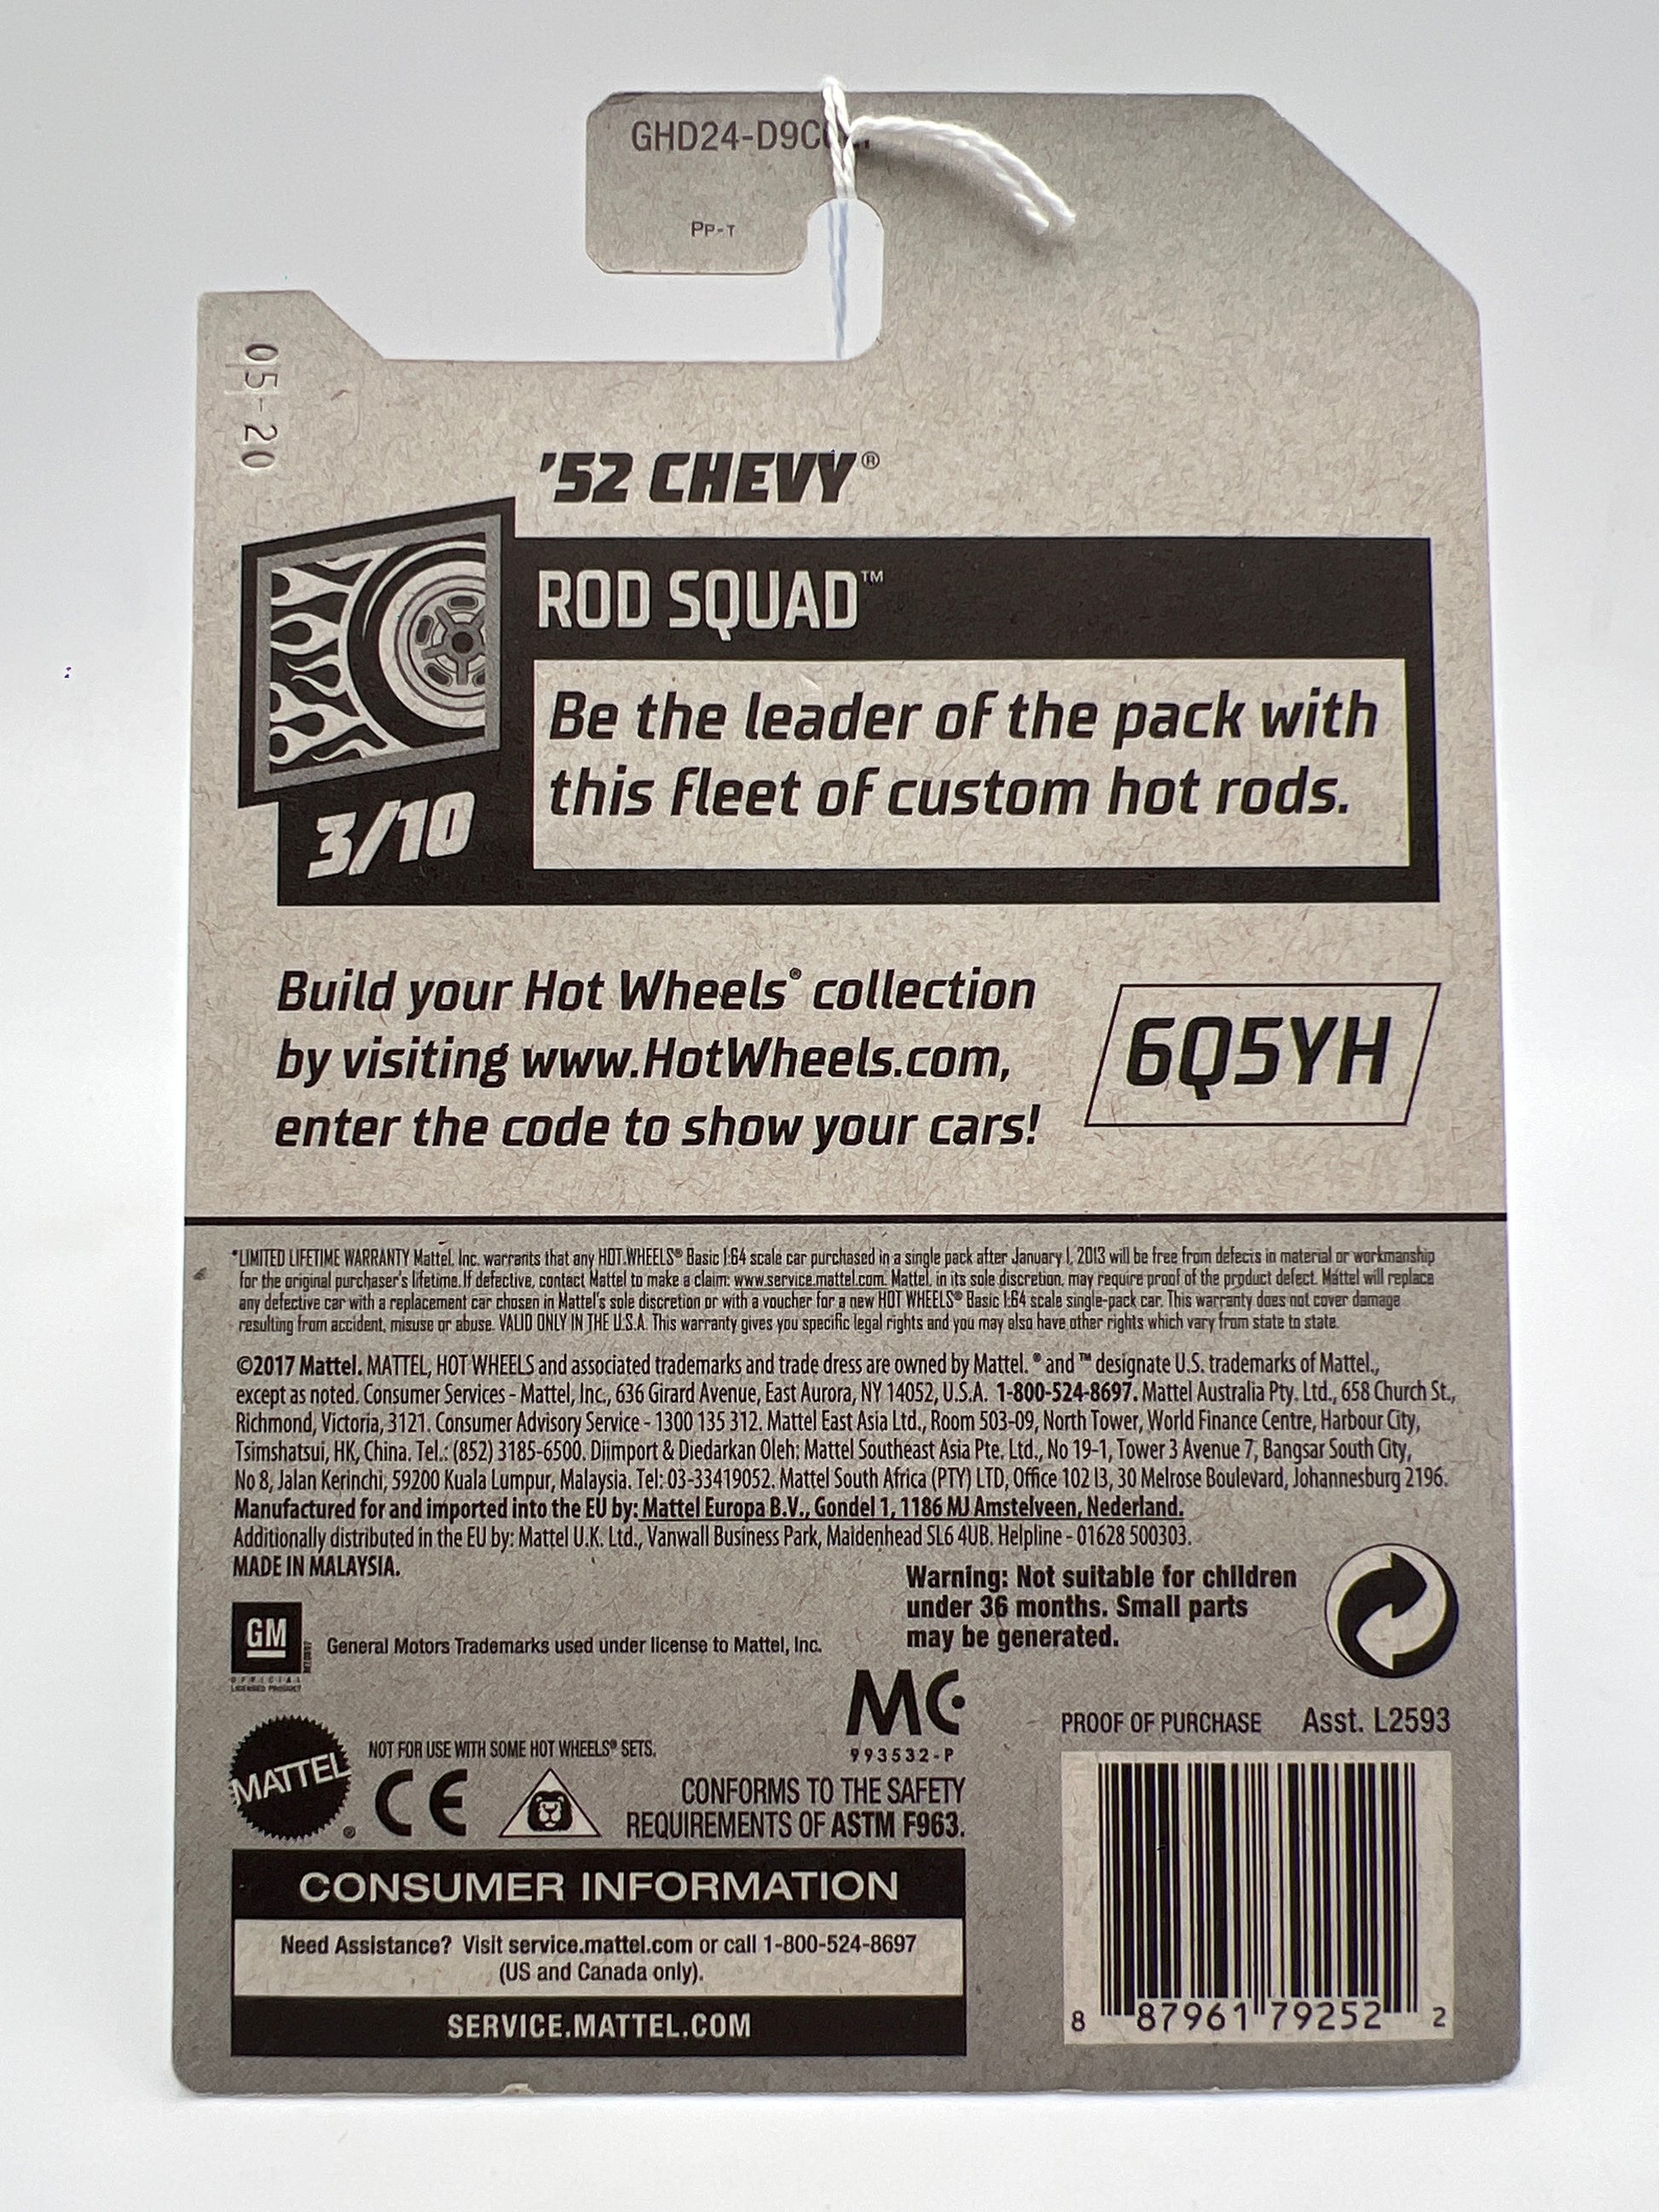 GHD24-D9C
PP-T
05-20
'52 CHEVY®
ROD SQUAD™
Be the leader of the pack with
this fleet of custom hot rods.
3/10
Build your Hot Wheels® collection
by visiting www.HotWheels.com,
enter the code to show your cars!
6Q5YH
*LIMITED LIFETIME WARRANTY Mattel, Inc. warrants that any HOT WHEELS® Basic 1:64 scale car purchased in a single pack after January 1, 2013 will be free from defects in material or workmanship
for the original purchaser's lifetime. If defective, contact Mattel to make a claim: www.service.mattel.com. Mattel, in its sole discretion, may require proof of the product defect. Mattel will replace
any defective car with a replacement car chosen in Mattel's sole discretion or with a voucher for a new HOT WHEELS® Basic 1:64 scale single-pack car. This warranty does not cover damage
resulting from accident, misuse or abuse. VALID ONLY IN THE U.S.A. This warranty gives you specific legal rights and you may also have other rights which vary from state to state.
©2017 Mattel. MATTEL, HOT WHEELS and associated trademarks and trade dress are owned by Mattel. ® and ™ designate U.S. trademarks of Mattel.,
except as noted. Consumer Services - Mattel, Inc., 636 Girard Avenue, East Aurora, NY 14052, U.S.A. 1-800-524-8697. Mattel Australia Pty. Ltd., 658 Church St.,
Richmond, Victoria, 3121. Consumer Advisory Service - 1300 135 312. Mattel East Asia Ltd., Room 503-09, North Tower, World Finance Centre, Harbour City,
Tsimshatsui, HK, China. Tel.: (852) 3185-6500. Diimport & Diedarkan Oleh: Mattel Southeast Asia Pte. Ltd., No 19-1, Tower 3 Avenue 7, Bangsar South City,
No 8, Jalan Kerinchi, 59200 Kuala Lumpur, Malaysia. Tel: 03-33419052. Mattel South Africa (PTY) LTD, Office 102 I3, 30 Melrose Boulevard, Johannesburg 2196.
Manufactured for and imported into the EU by: Mattel Europa B.V., Gondel 1, 1186 MJ Amstelveen, Nederland.
Additionally distributed in the EU by: Mattel U.K. Ltd., Vanwall Business Park, Maidenhead SL6 4UB. Helpline - 01628 500303.
MADE IN MALAYSIA.
Warning: Not suitable for children
under 36 months. Small parts
may be generated.
GM
OFFICIAL
LICENSED PRODUCT
General Motors Trademarks used under license to Mattel, Inc.
MC
993532-P
PROOF OF PURCHASE Asst. L2593
MATTEL®
NOT FOR USE WITH SOME HOT WHEELS® SETS.
CE
CONFORMS TO THE SAFETY
REQUIREMENTS OF ASTM F963.
CONSUMER INFORMATION
Need Assistance? Visit service.mattel.com or call 1-800-524-8697
(US and Canada only).
SERVICE.MATTEL.COM
8 87961 79252 2